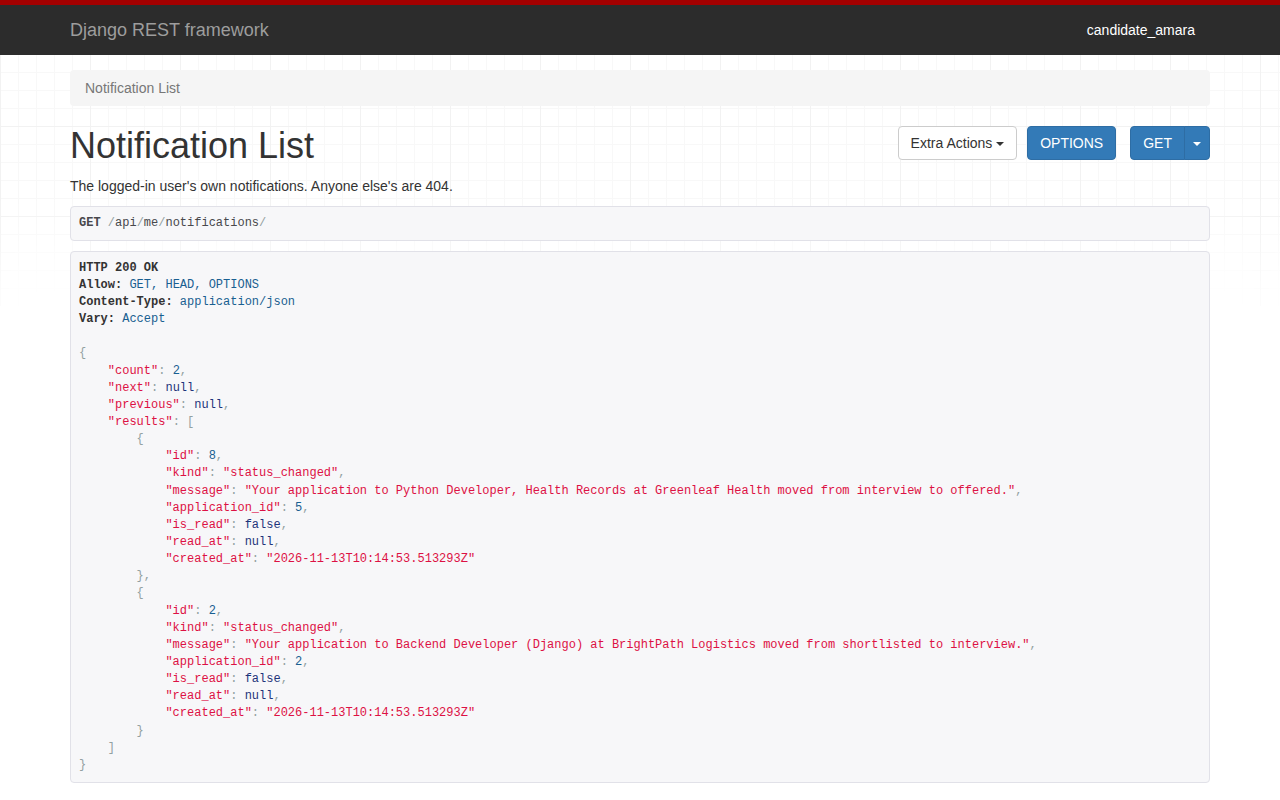 Django REST framework
candidate_amara
Notification List
Notification List
Extra Actions
OPTIONS
GET
The logged-in user's own notifications. Anyone else's are 404.
GET /api/me/notifications/
HTTP 200 OK
Allow: GET, HEAD, OPTIONS
Content-Type: application/json
Vary: Accept
{
    "count": 2,
    "next": null,
    "previous": null,
    "results": [
        {
            "id": 8,
            "kind": "status_changed",
            "message": "Your application to Python Developer, Health Records at Greenleaf Health moved from interview to offered.",
            "application_id": 5,
            "is_read": false,
            "read_at": null,
            "created_at": "2026-11-13T10:14:53.513293Z"
        },
        {
            "id": 2,
            "kind": "status_changed",
            "message": "Your application to Backend Developer (Django) at BrightPath Logistics moved from shortlisted to interview.",
            "application_id": 2,
            "is_read": false,
            "read_at": null,
            "created_at": "2026-11-13T10:14:53.513293Z"
        }
    ]
}